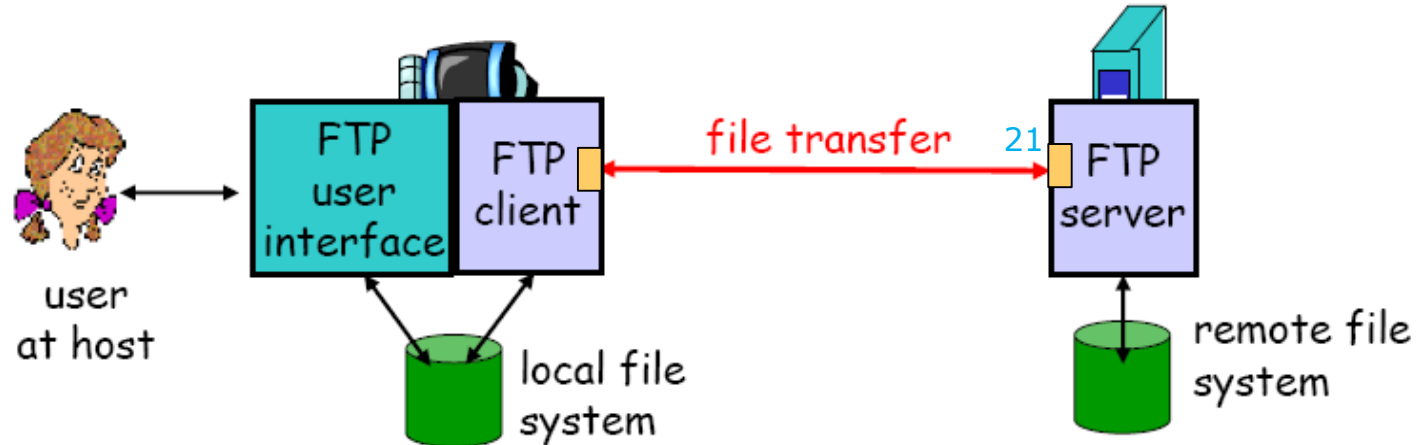 FTP
user
interface
FTP
client
file transfer
21
FTP
server
user
at host
local file
system
remote file
system